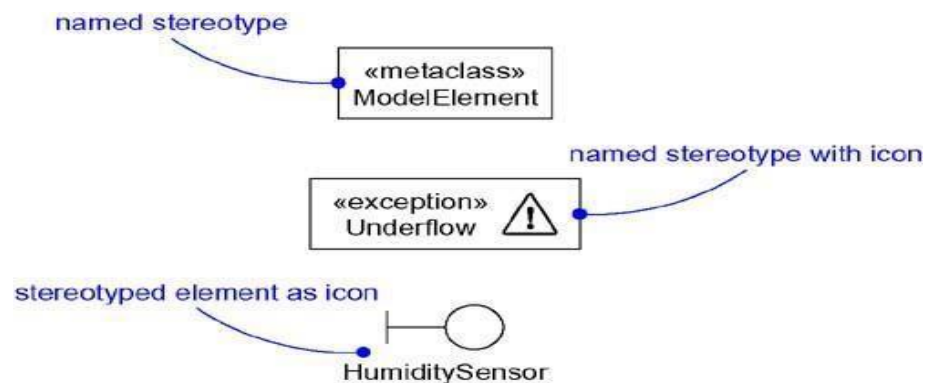 named stereotype
«metaclass»
ModelElement
named stereotype with icon
«exception»
Underflow
stereotyped element as icon
HumiditySensor